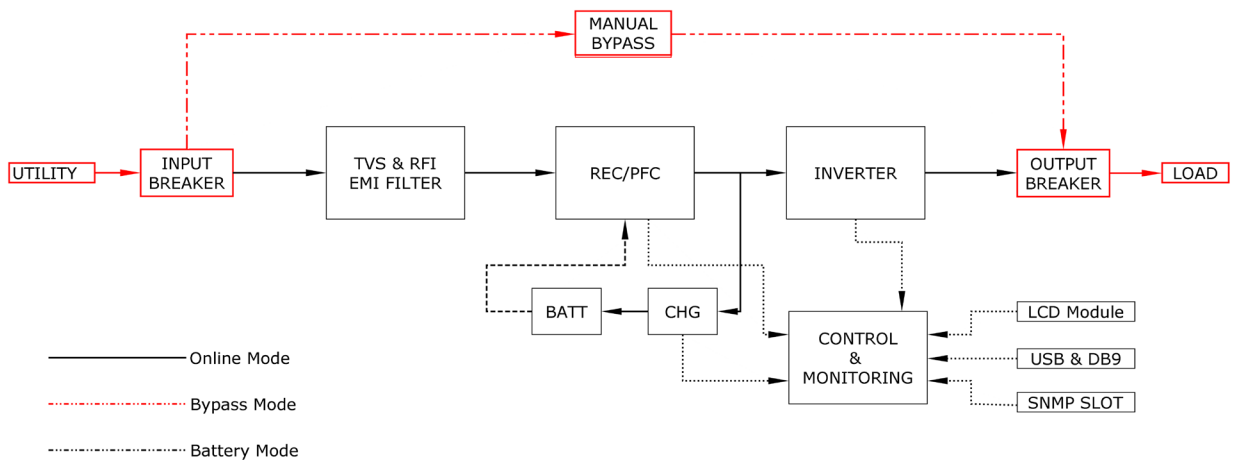 MANUAL
BYPASS
UTILITY
INPUT
BREAKER
TVS & RFI
EMI FILTER
REC/PFC
INVERTER
OUTPUT
BREAKER
LOAD
BATT
CHG
CONTROL
&
MONITORING
LCD Module
USB & DB9
SNMP SLOT
Online Mode
Bypass Mode
Battery Mode